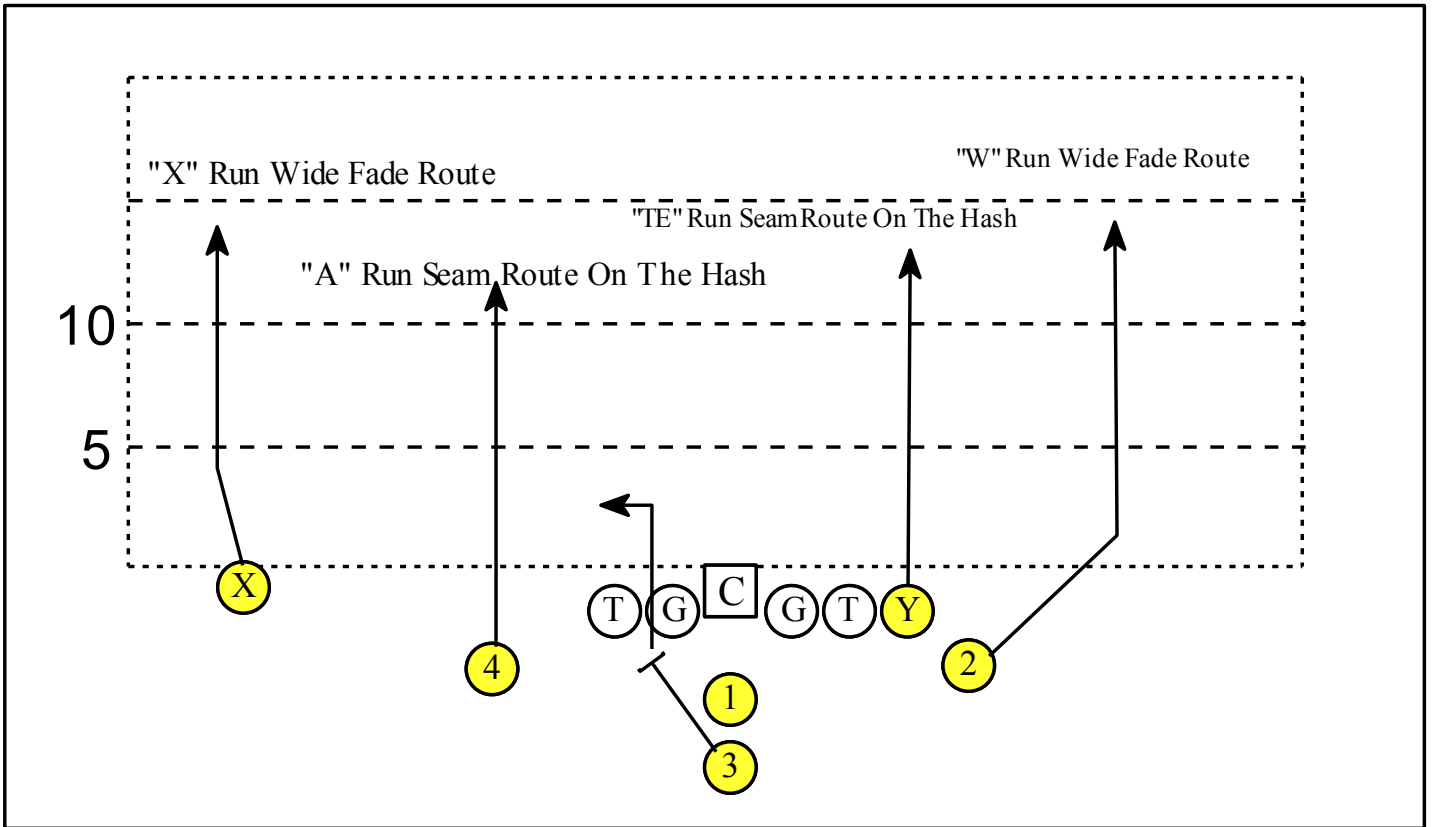 "W" Run Wide Fade Route
"X" Run Wide Fade Route
"TE" Run Seam Route On The Hash
"A" Run Seam Route On The Hash
10
5
X
T G C G T Y
4
2
1
3